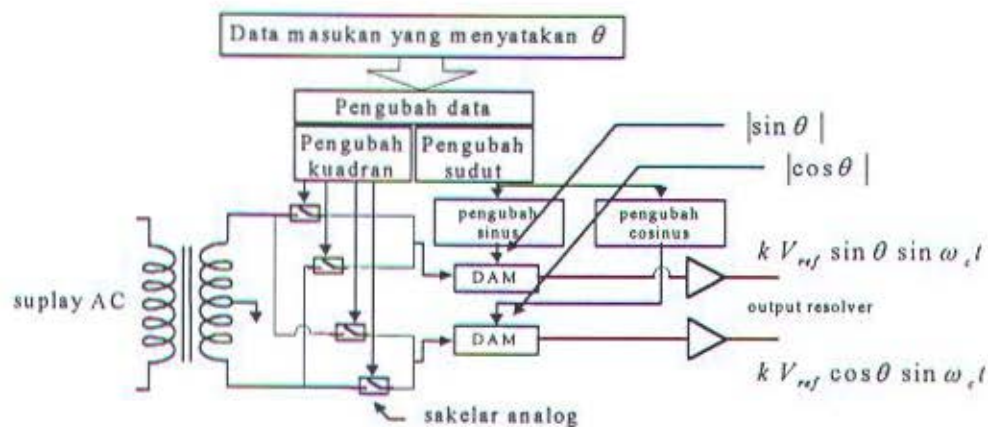 Data masukan yang menyatakan θ
Pengubah data
Pengubah kuadran
Pengubah sudut
|sin θ|
|cos θ|
pengubah sinus
pengubah cosinus
suplay AC
DAM
k V_ref sin θ sin ω_c t
output resolver
DAM
k V_ref cos θ sin ω_c t
sakelar analog